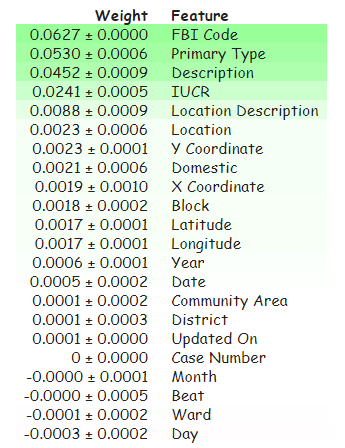 Weight Feature
0.0627 ± 0.0000 FBI Code
0.0530 ± 0.0006 Primary Type
0.0452 ± 0.0009 Description
0.0241 ± 0.0005 IUCR
0.0088 ± 0.0009 Location Description
0.0023 ± 0.0006 Location
0.0023 ± 0.0001 Y Coordinate
0.0021 ± 0.0006 Domestic
0.0019 ± 0.0010 X Coordinate
0.0018 ± 0.0002 Block
0.0017 ± 0.0001 Latitude
0.0017 ± 0.0001 Longitude
0.0006 ± 0.0001 Year
0.0005 ± 0.0002 Date
0.0001 ± 0.0002 Community Area
0.0001 ± 0.0003 District
0.0001 ± 0.0000 Updated On
0 ± 0.0000 Case Number
-0.0000 ± 0.0001 Month
-0.0000 ± 0.0005 Beat
-0.0001 ± 0.0002 Ward
-0.0003 ± 0.0002 Day